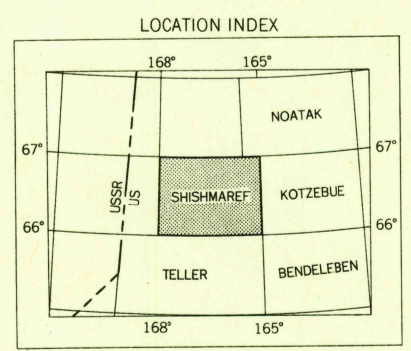 LOCATION INDEX
168° 165°
NOATAK
67° 67°
USSR
US
SHISHMAREF KOTZEBUE
66° 66°
TELLER BENDELEBEN
168° 165°